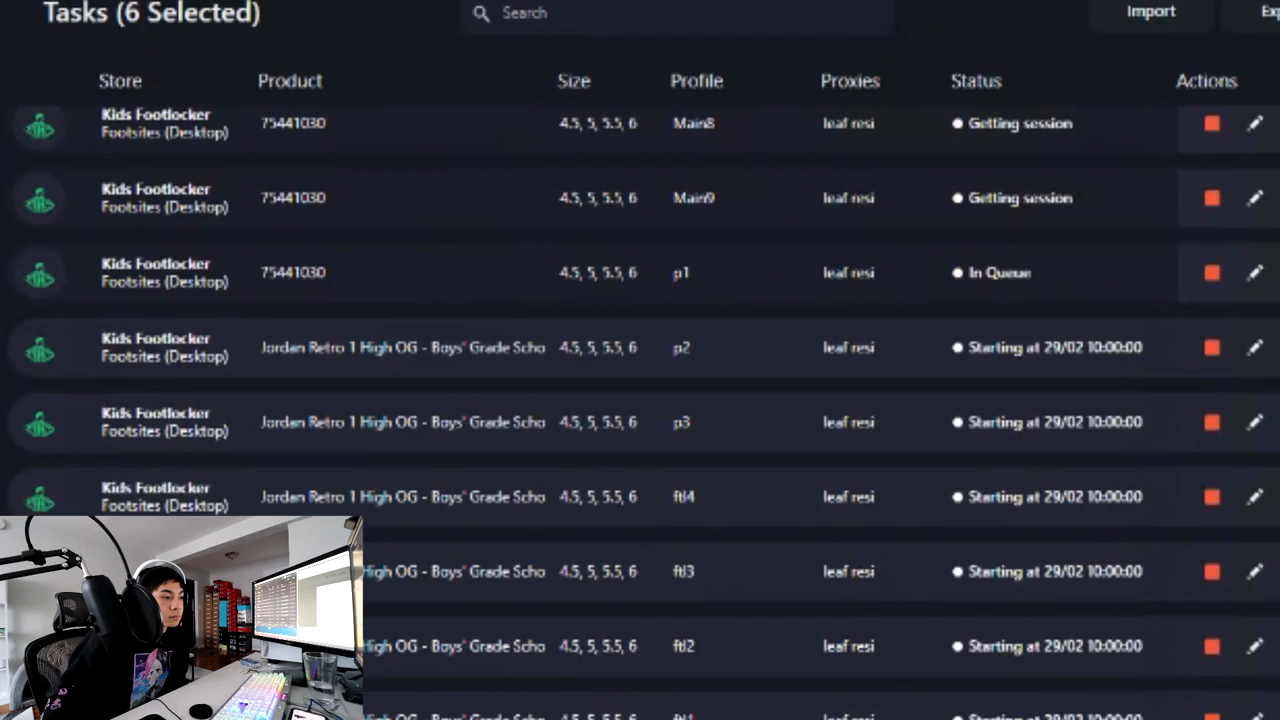 Tasks (6 Selected)
Search
Import
Store Product Size Profile Proxies Status Actions
Kids Footlocker
Footsites (Desktop)
75441030 4.5, 5, 5.5, 6 Main8 leaf resi Getting session
Kids Footlocker
Footsites (Desktop)
75441030 4.5, 5, 5.5, 6 Main9 leaf resi Getting session
Kids Footlocker
Footsites (Desktop)
75441030 4.5, 5, 5.5, 6 p1 leaf resi In Queue
Kids Footlocker
Footsites (Desktop)
Jordan Retro 1 High OG - Boys' Grade Scho 4.5, 5, 5.5, 6 p2 leaf resi Starting at 29/02 10:00:00
Kids Footlocker
Footsites (Desktop)
Jordan Retro 1 High OG - Boys' Grade Scho 4.5, 5, 5.5, 6 p3 leaf resi Starting at 29/02 10:00:00
Kids Footlocker
Footsites (Desktop)
Jordan Retro 1 High OG - Boys' Grade Scho 4.5, 5, 5.5, 6 ftl4 leaf resi Starting at 29/02 10:00:00
High OG - Boys' Grade Scho 4.5, 5, 5.5, 6 ftl3 leaf resi Starting at 29/02 10:00:00
High OG - Boys' Grade Scho 4.5, 5, 5.5, 6 ftl2 leaf resi Starting at 29/02 10:00:00